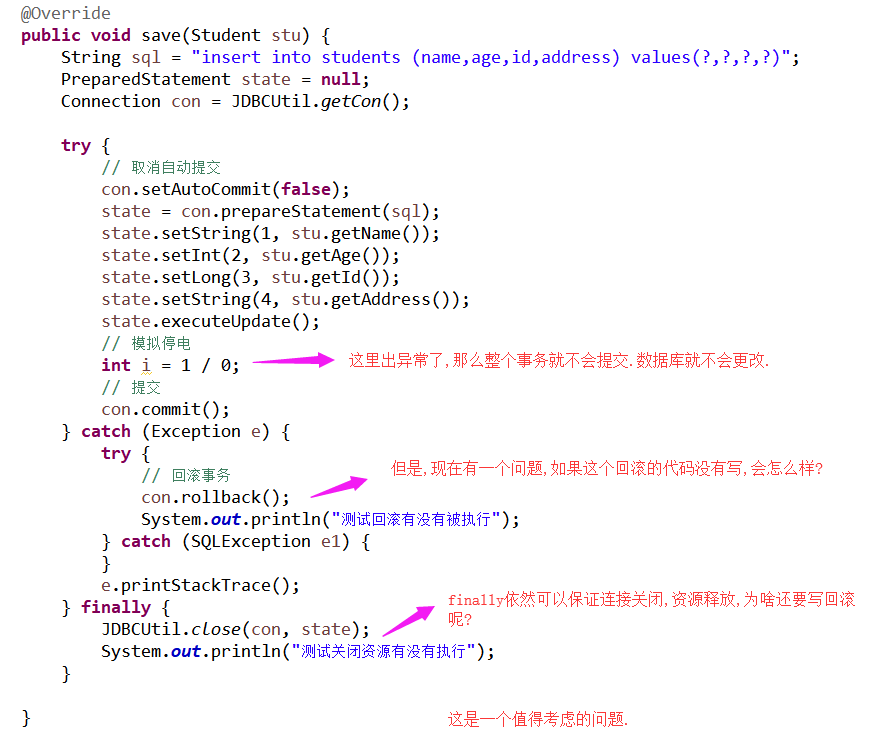 @Override
public void save(Student stu) {
String sql = "insert into students (name,age,id,address) values(?,?,?,?)";
PreparedStatement state = null;
Connection con = JDBCUtil.getCon();
try {
// 取消自动提交
con.setAutoCommit(false);
state = con.prepareStatement(sql);
state.setString(1, stu.getName());
state.setInt(2, stu.getAge());
state.setLong(3, stu.getId());
state.setString(4, stu.getAddress());
state.executeUpdate();
// 模拟停电
int i = 1 / 0;
这里出异常了,那么整个事务就不会提交.数据库就不会更改.
// 提交
con.commit();
} catch (Exception e) {
try {
// 回滚事务
但是,现在有一个问题,如果这个回滚的代码没有写,会怎么样?
con.rollback();
System.out.println("测试回滚有没有被执行");
} catch (SQLException e1) {
}
e.printStackTrace();
} finally {
finally依然可以保证连接关闭,资源释放,为啥还要写回滚
呢?
JDBCUtil.close(con, state);
System.out.println("测试关闭资源有没有执行");
}
}
这是一个值得考虑的问题.